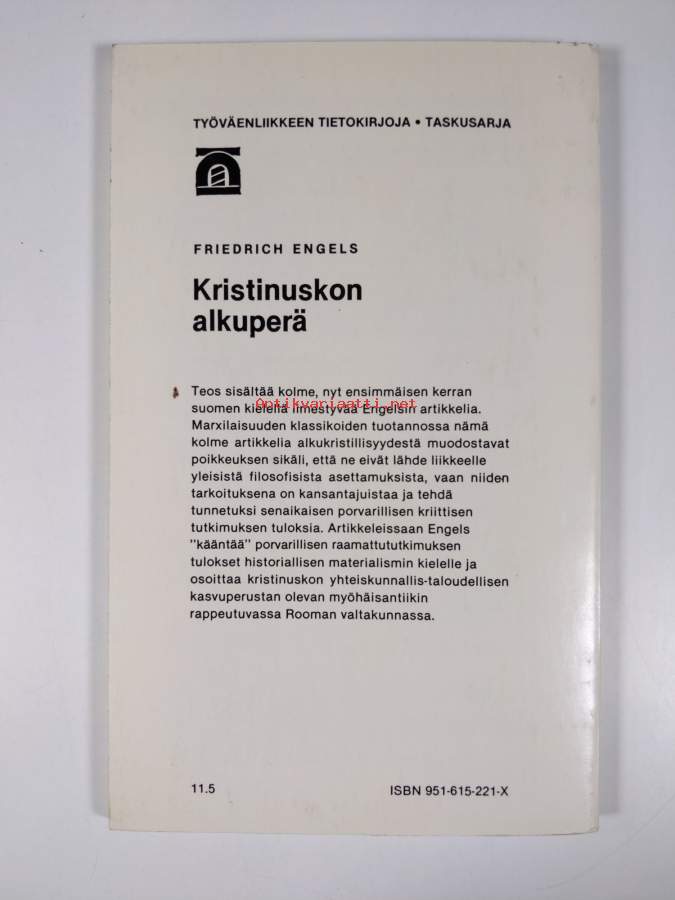 TYÖVÄENLIIKKEEN TIETOKIRJOJA • TASKUSARJA
FRIEDRICH ENGELS
Kristinuskon
alkuperä
Teos sisältää kolme, nyt ensimmäisen kerran
suomen kielellä ilmestyvää Engelsin artikkelia.
Antikvariaatti.net
Marxilaisuuden klassikoiden tuotannossa nämä
kolme artikkelia alkukristillisyydestä muodostavat
poikkeuksen sikäli, että ne eivät lähde liikkeelle
yleisistä filosofisista asettamuksista, vaan niiden
tarkoituksena on kansantajuistaa ja tehdä
tunnetuksi senaikaisen porvarillisen kriittisen
tutkimuksen tuloksia. Artikkeleissaan Engels
"kääntää" porvarillisen raamattututkimuksen
tulokset historiallisen materialismin kielelle ja
osoittaa kristinuskon yhteiskunnallis-taloudellisen
kasvuperustan olevan myöhäisantiikin
rappeutuvassa Rooman valtakunnassa.
11.5
ISBN 951-615-221-X